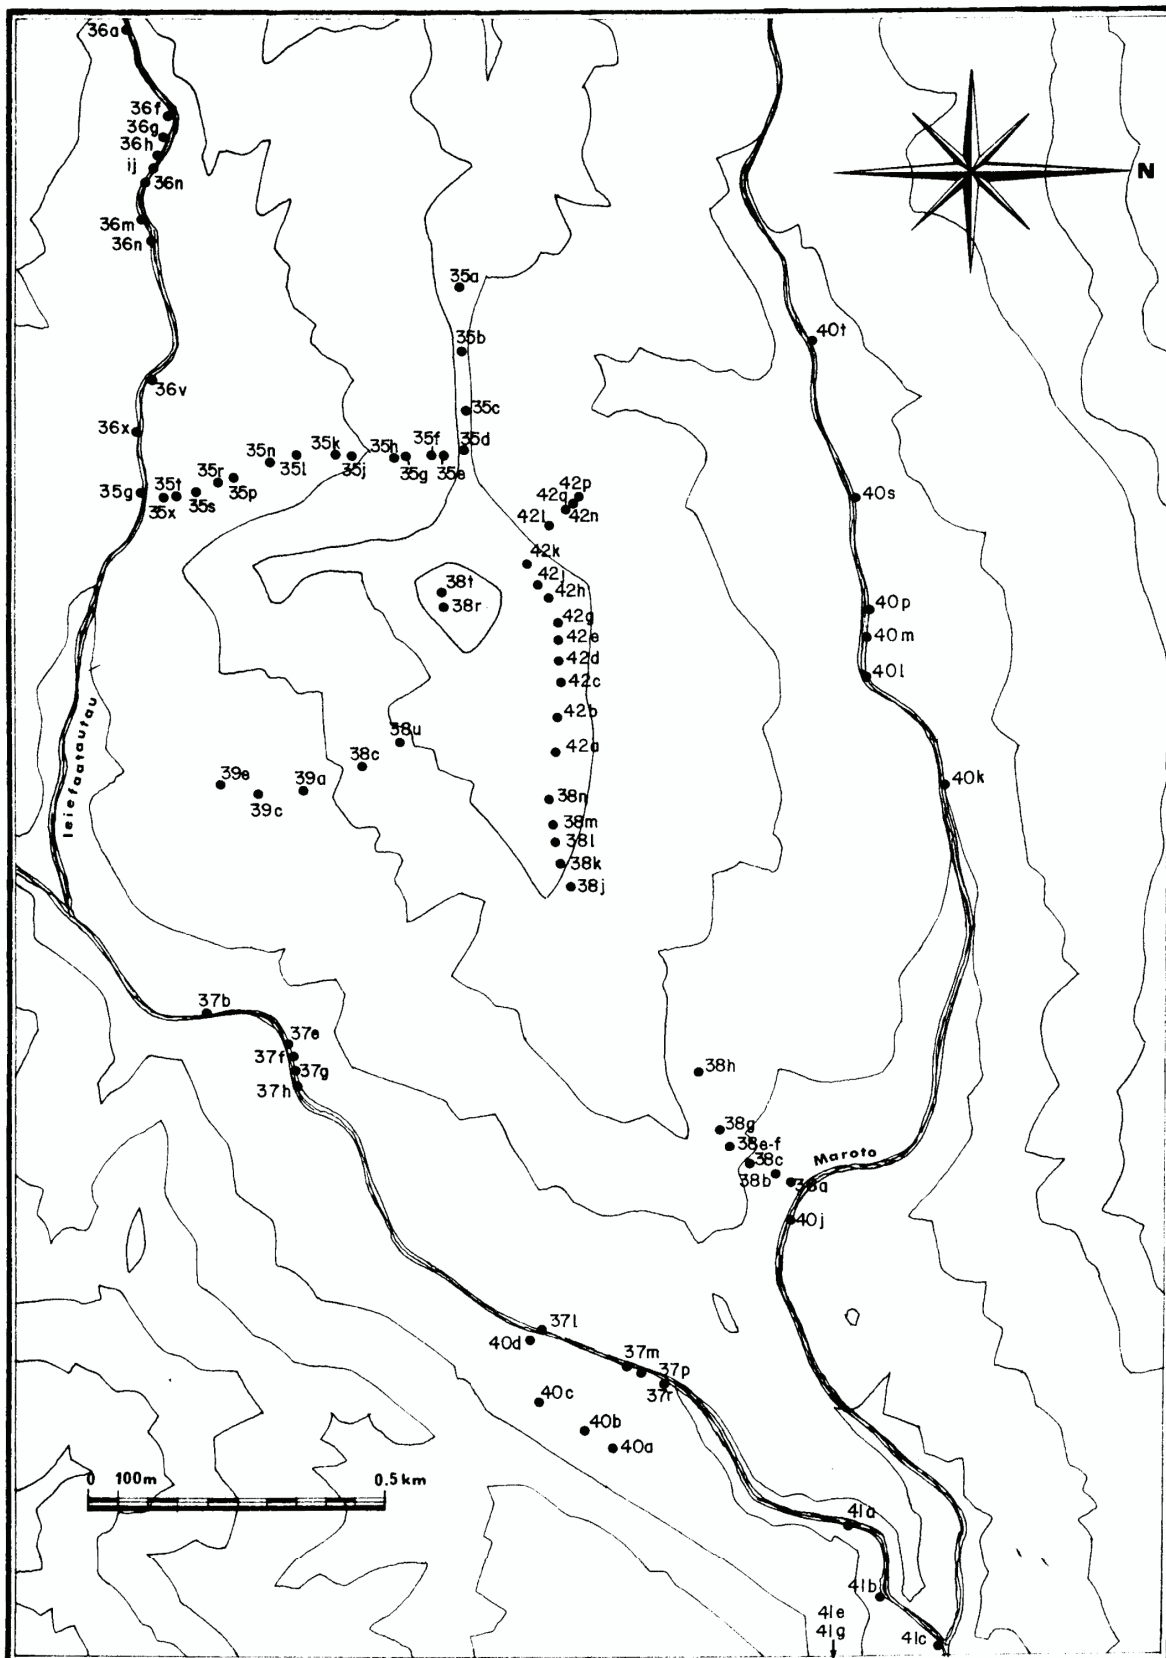 36a
36f
36g
36h
ij
36n
36m
36n
N
35a
35b
40t
36v
35c
36x
35n
35l
35k
35j
35h
35g
35f
35e
35d
35g
35x
35t
35s
35r
35p
42p
42q
42n
42l
40s
42k
42j
42h
38t
38r
42g
42e
42d
42c
40p
40m
40l
42b
42a
38u
38c
39e
39c
39a
Ieiefaatautau
40k
38n
38m
38l
38k
38j
37b
37e
37f
37g
37h
38h
38g
38e-f
38c
38b
38a
Maroto
40j
37l
40d
37m
37p
37r
40c
40b
40a
0 100m 0.5km
41a
41b
41e
41g
41c